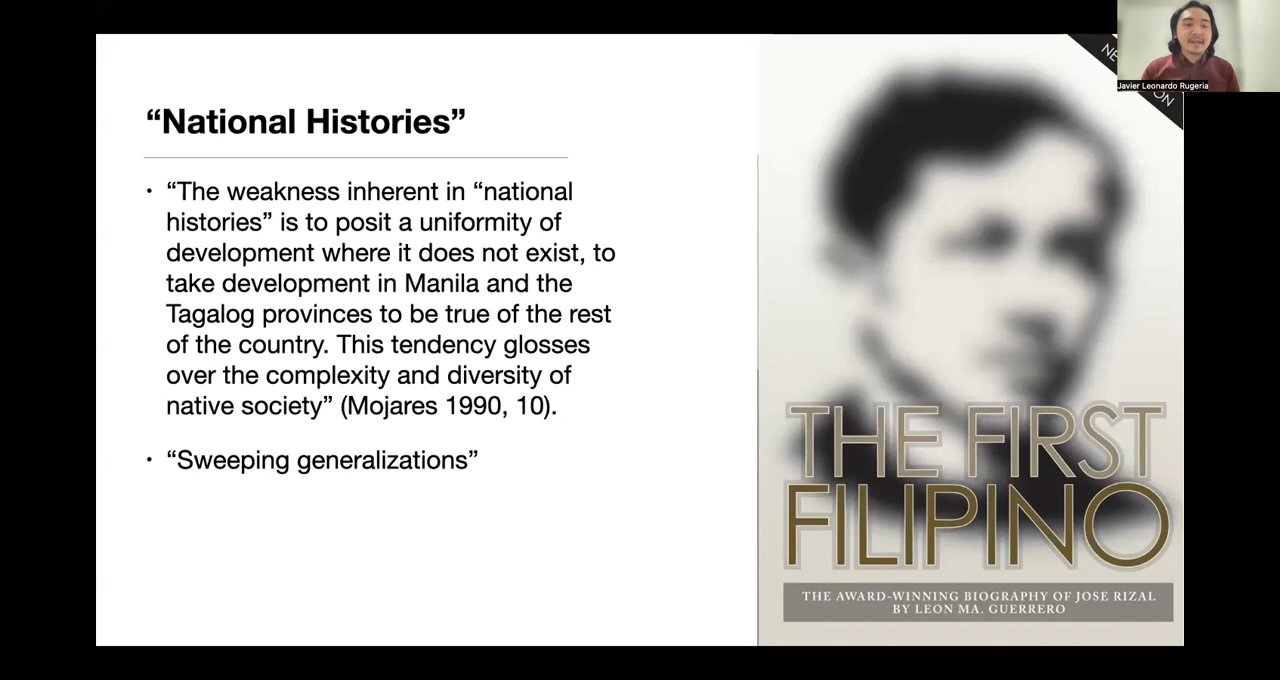 “National Histories”
• “The weakness inherent in “national
histories” is to posit a uniformity of
development where it does not exist, to
take development in Manila and the
Tagalog provinces to be true of the rest
of the country. This tendency glosses
over the complexity and diversity of
native society” (Mojares 1990, 10).
• “Sweeping generalizations”
Javier Leonardo Rugeria
THE FIRST
FILIPINO
THE AWARD-WINNING BIOGRAPHY OF JOSE RIZAL
BY LEON MA. GUERRERO